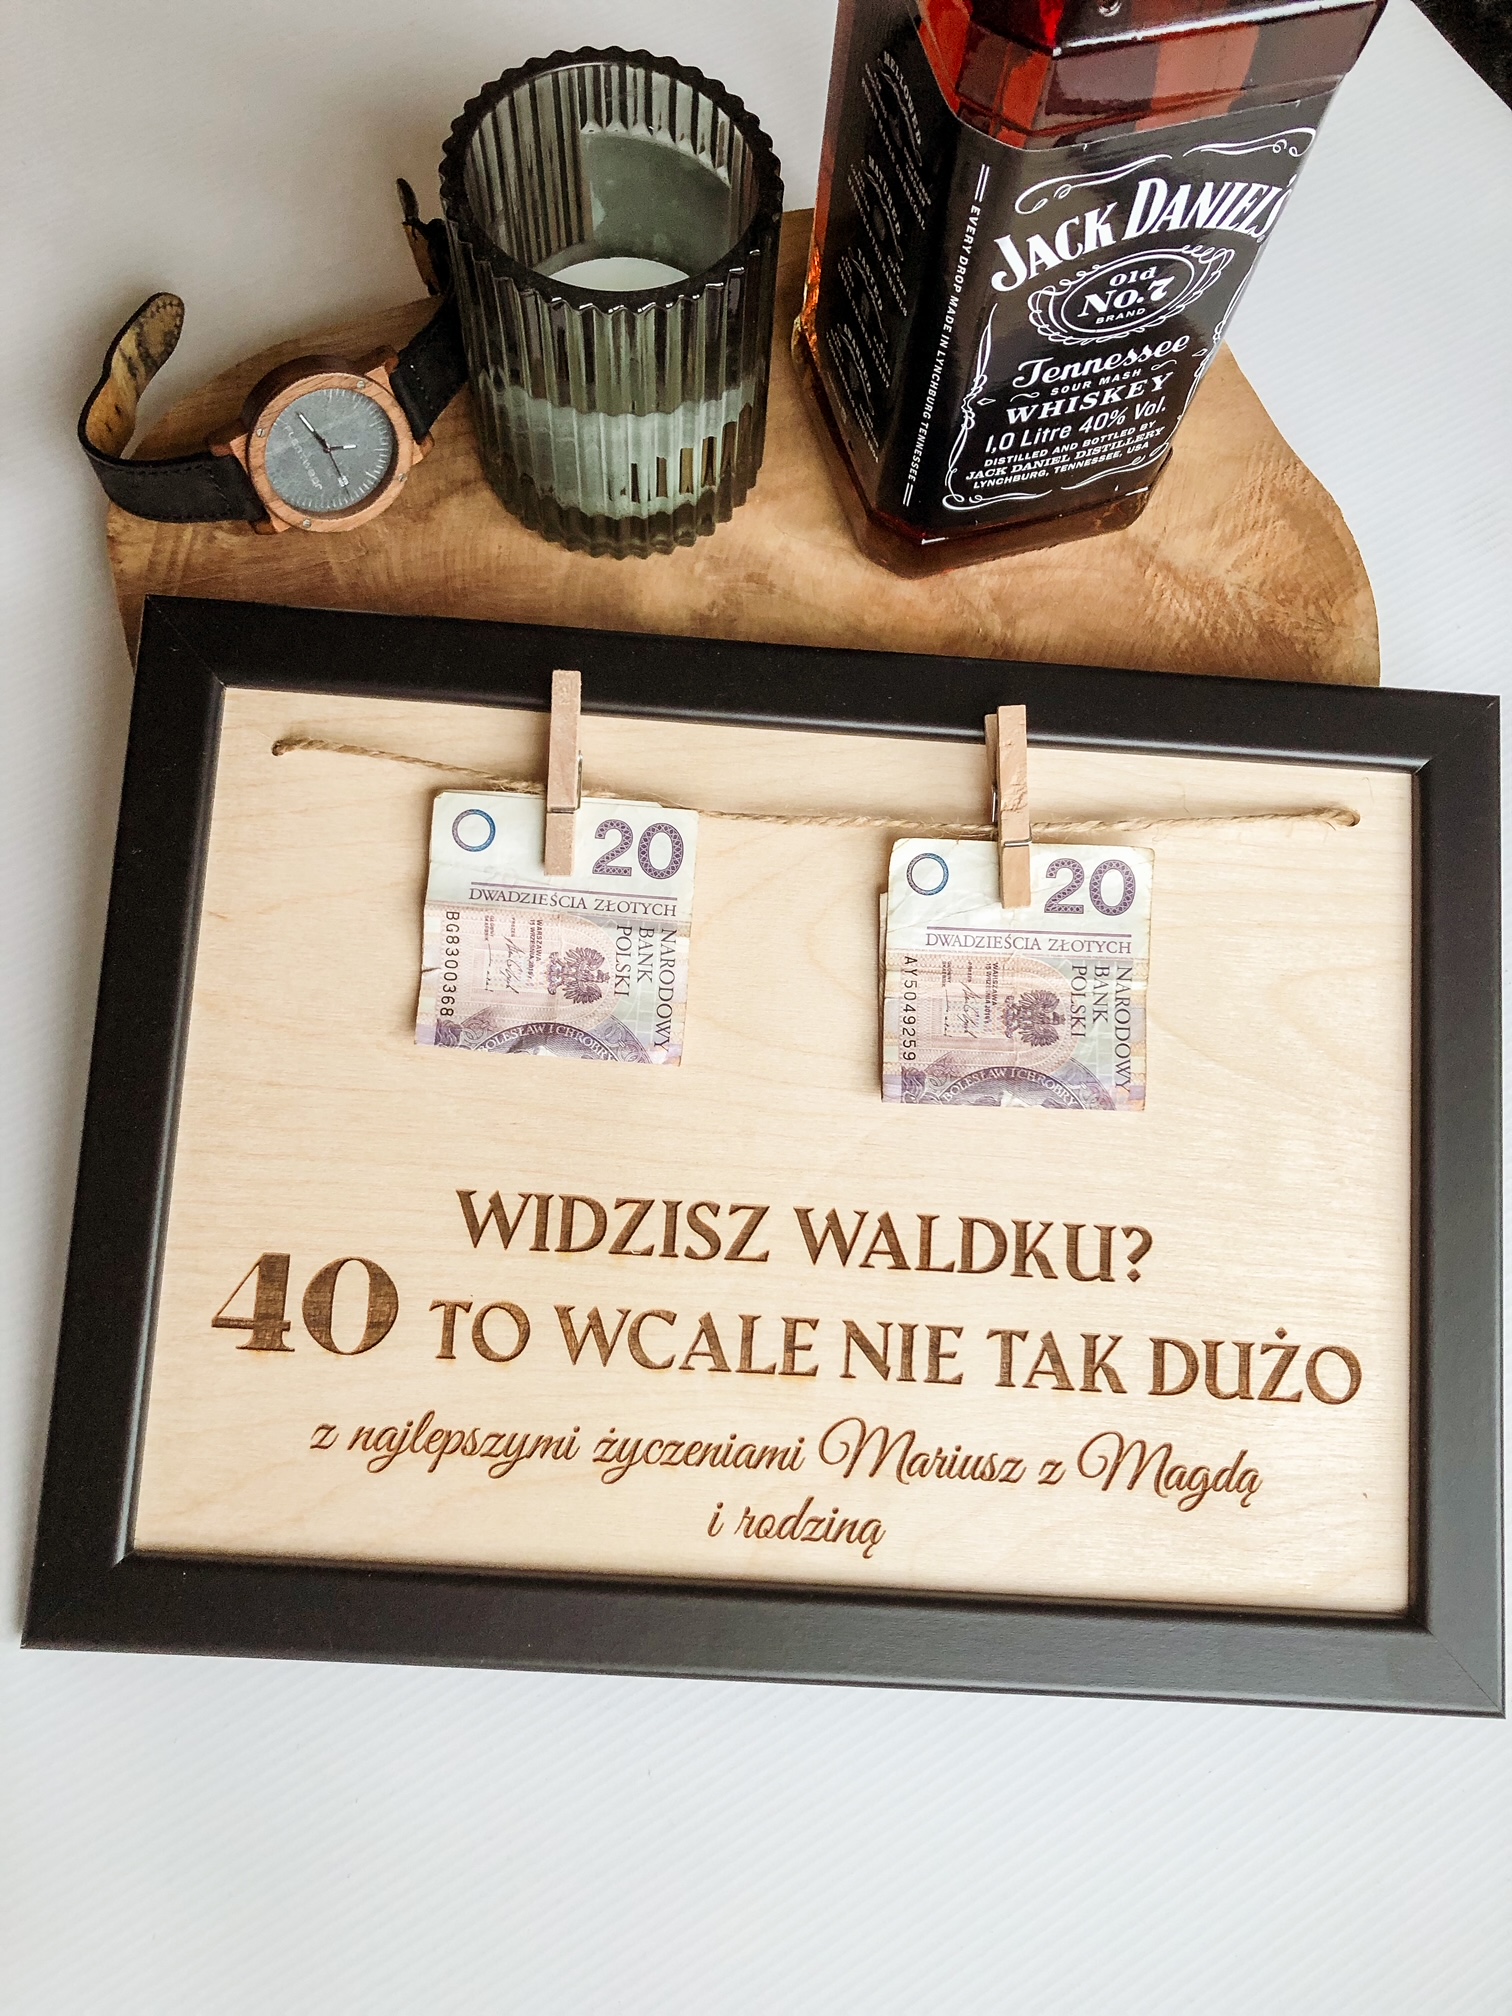 JACK DANIEL'S
Old
No.7
BRAND
Tennessee
SOUR MASH
WHISKEY
1,0 Litre 40% Vol.
DISTILLED AND BOTTLED BY
JACK DANIEL DISTILLERY
LYNCHBURG, TENNESSEE, USA
EVERY DROP MADE IN LYNCHBURG TENNESSEE
20
DWADZIEŚCIA ZŁOTYCH
NARODOWY
BANK
POLSKI
WARSZAWA
BG8300368
BOLESŁAW I CHROBRY
20
DWADZIEŚCIA ZŁOTYCH
NARODOWY
BANK
POLSKI
WARSZAWA
AY5049259
BOLESŁAW I CHROBRY
WIDZISZ WALDKU?
40 TO WCALE NIE TAK DUŻO
z najlepszymi życzeniami Mariusz z Magdą
i rodziną